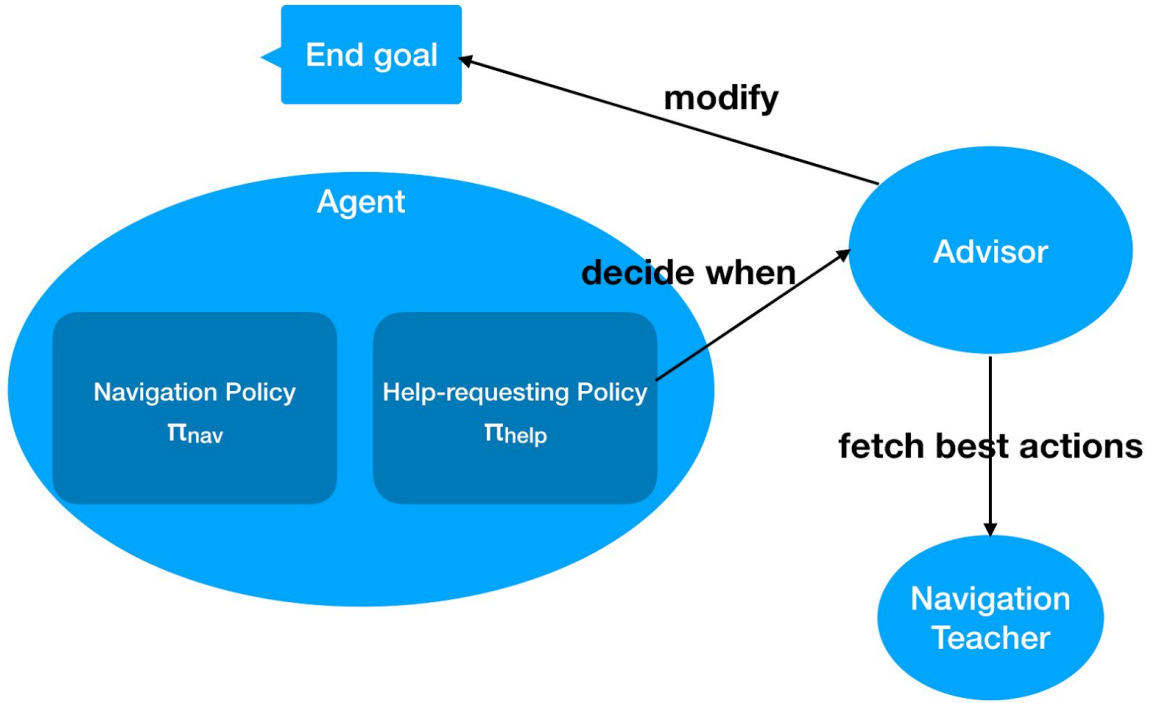 End goal
modify
Agent
Advisor
decide when
Navigation Policy
πnav
Help-requesting Policy
πhelp
fetch best actions
Navigation
Teacher